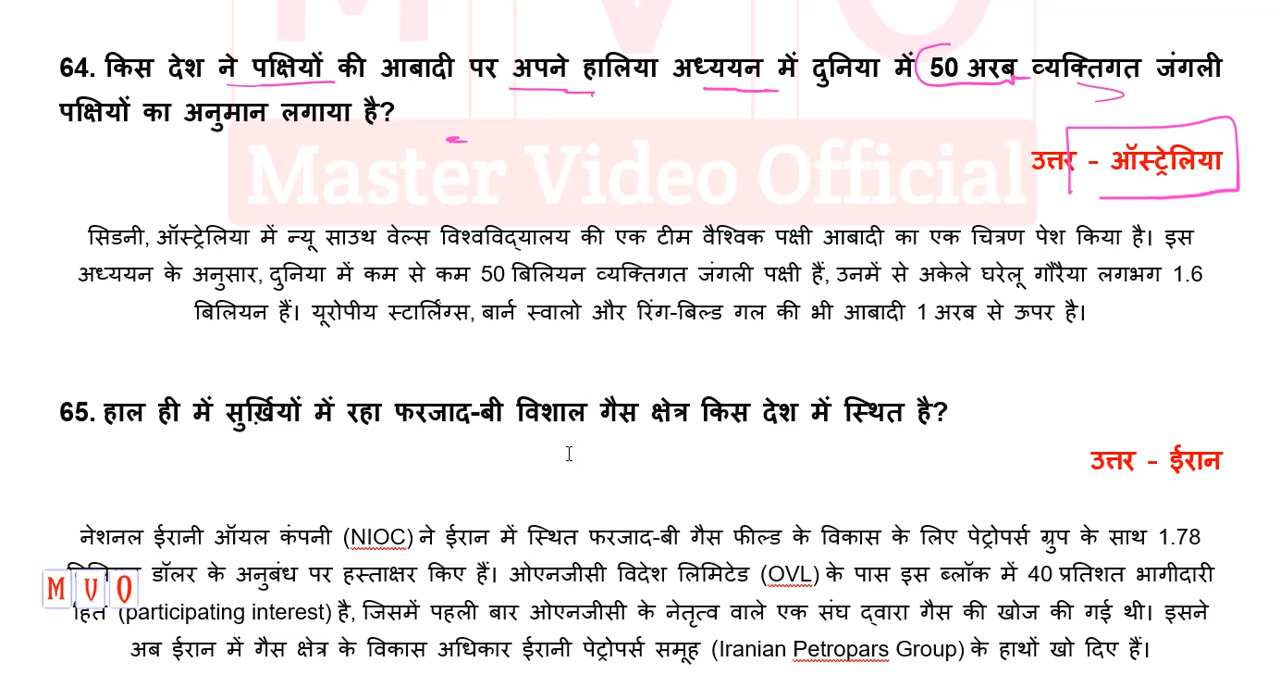 MVO
64. किस देश ने पक्षियों की आबादी पर अपने हालिया अध्ययन में दुनिया में 50 अरब व्यक्तिगत जंगली
पक्षियों का अनुमान लगाया है?
Master Video Official
उत्तर - ऑस्ट्रेलिया
सिडनी, ऑस्ट्रेलिया में न्यू साउथ वेल्स विश्वविद्यालय की एक टीम वैश्विक पक्षी आबादी का एक चित्रण पेश किया है। इस
अध्ययन के अनुसार, दुनिया में कम से कम 50 बिलियन व्यक्तिगत जंगली पक्षी हैं, उनमें से अकेले घरेलू गौरैया लगभग 1.6
बिलियन हैं। यूरोपीय स्टार्लिंग्स, बार्न स्वालो और रिंग-बिल्ड गल की भी आबादी 1 अरब से ऊपर है।
65. हाल ही में सुर्ख़ियों में रहा फरजाद-बी विशाल गैस क्षेत्र किस देश में स्थित है?
उत्तर - ईरान
नेशनल ईरानी ऑयल कंपनी (NIOC) ने ईरान में स्थित फरजाद-बी गैस फील्ड के विकास के लिए पेट्रोपर्स ग्रुप के साथ 1.78
डॉलर के अनुबंध पर हस्ताक्षर किए हैं। ओएनजीसी विदेश लिमिटेड (OVL) के पास इस ब्लॉक में 40 प्रतिशत भागीदारी
MVO
हित (participating interest) है, जिसमें पहली बार ओएनजीसी के नेतृत्व वाले एक संघ द्वारा गैस की खोज की गई थी। इसने
अब ईरान में गैस क्षेत्र के विकास अधिकार ईरानी पेट्रोपर्स समूह (Iranian Petropars Group) के हाथों खो दिए हैं।